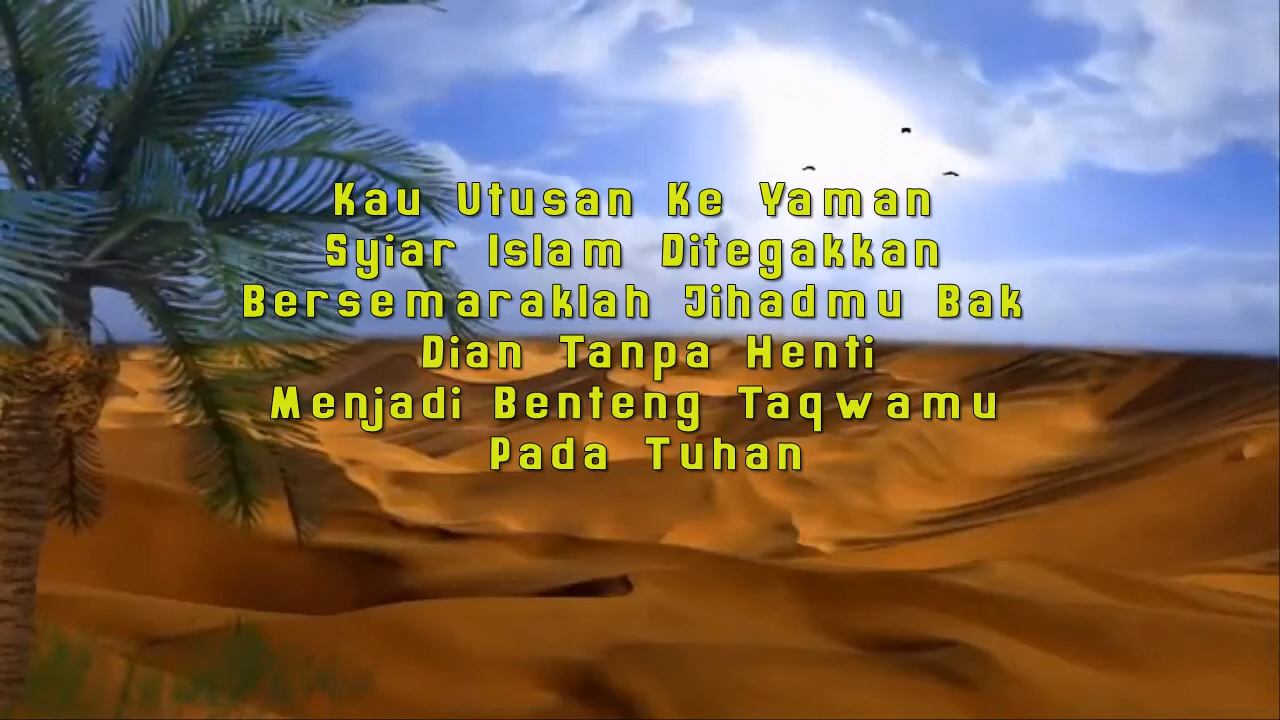 Kau Utusan Ke Yaman
Syiar Islam Ditegakkan
Bersemaraklah Jihadmu Bak
Dian Tanpa Henti
Menjadi Benteng Taqwamu
Pada Tuhan